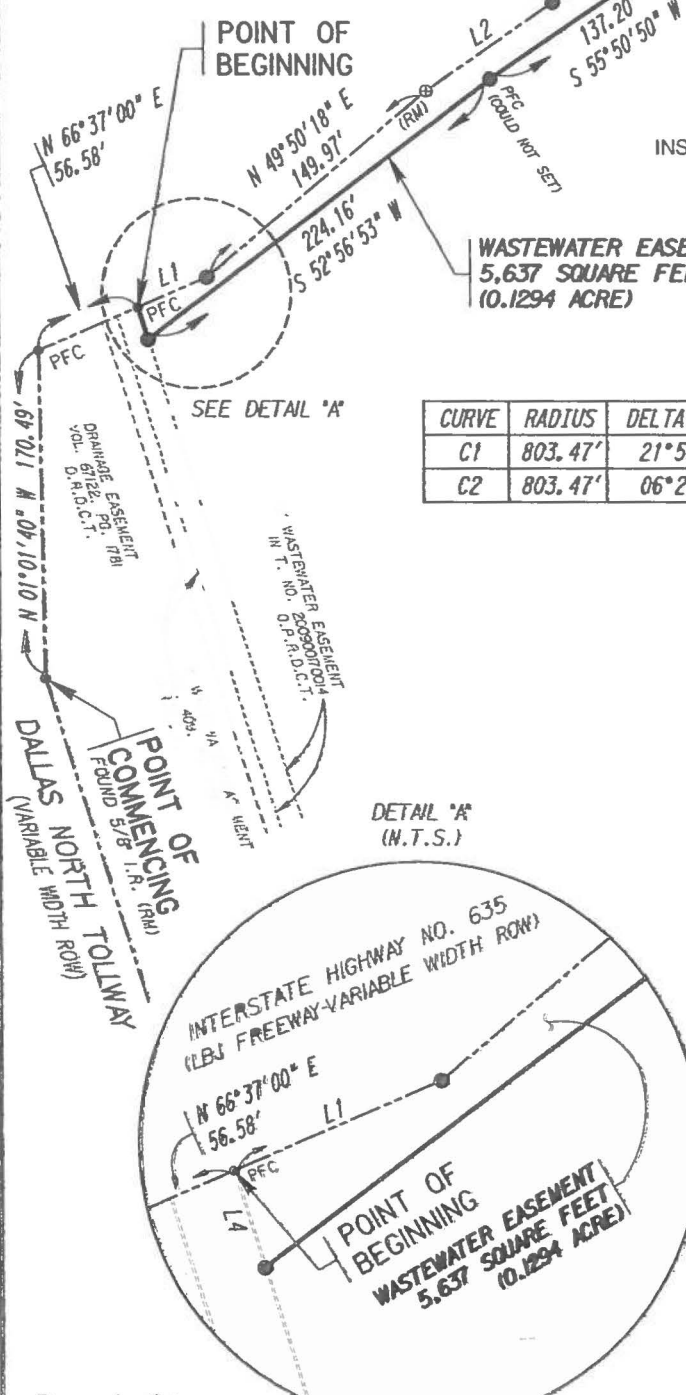 POINT OF
BEGINNING
N 66°37'00" E
56.58'
L2
137.20
S 55°50'50" W
(RM)
PFC
(COULD NOT SET)
N 49°50'18" E
149.97'
224.16'
S 52°56'53" W
INS
WASTEWATER EASE
5,637 SQUARE FE
(0.1294 ACRE)
L1
PFC
PFC
SEE DETAIL "A"
CURVE RADIUS DELTA
C1 803.47' 21°5
C2 803.47' 06°2
N 01°01'40" W 170.49'
DRAINAGE EASEMENT
VOL. 67122, PG. 1781
D.R.D.C.T.
WASTEWATER EASEMENT
IN T. NO. 200900170014
O.P.R.D.C.T.
POINT OF
COMMENCING
FOUND 5/8" I.R. (RM)
DALLAS NORTH TOLLWAY
(VARIABLE WIDTH ROW)
DETAIL "A"
(N.T.S.)
INTERSTATE HIGHWAY NO. 635
(LBJ FREEWAY-VARIABLE WIDTH ROW)
N 66°37'00" E
56.58'
L1
PFC
L4
POINT OF
BEGINNING
WASTEWATER EASEMENT
5,637 SQUARE FEET
(0.1294 ACRE)